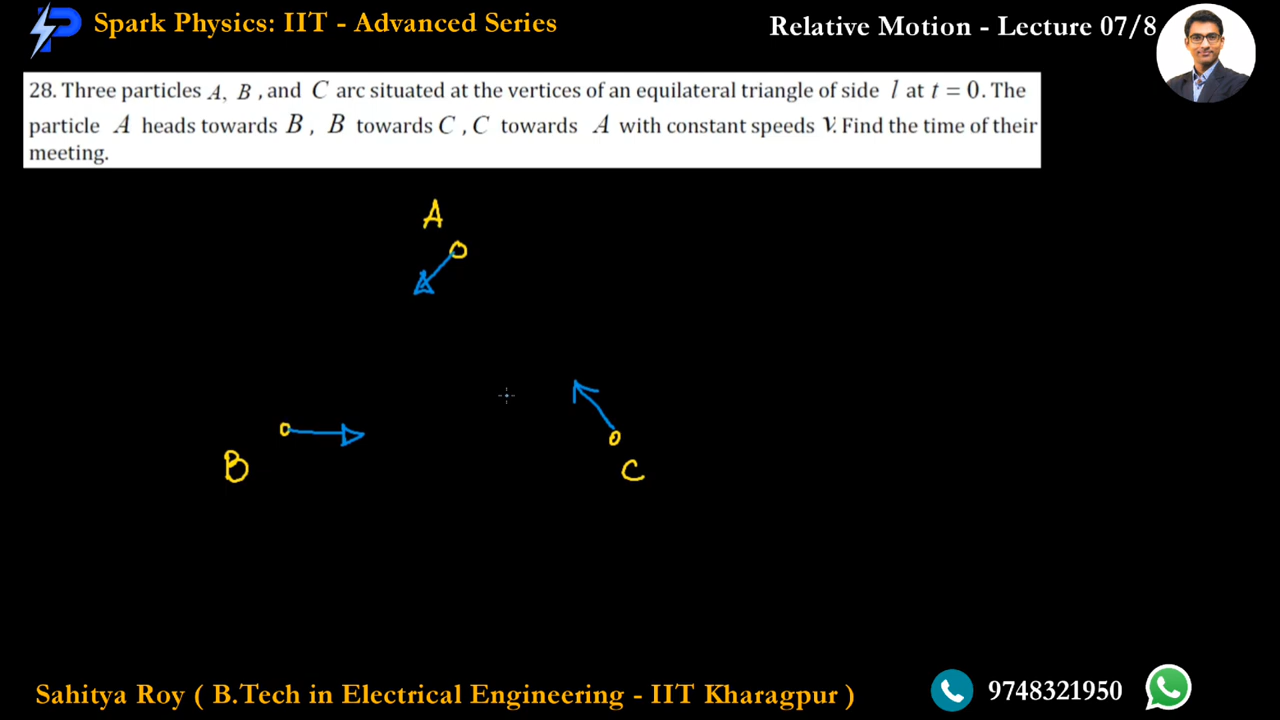 Spark Physics: IIT - Advanced Series
Relative Motion - Lecture 07/8
28. Three particles A, B, and C arc situated at the vertices of an equilateral triangle of side l at t = 0. The
particle A heads towards B, B towards C, C towards A with constant speeds v. Find the time of their
meeting.
A
B
C
Sahitya Roy ( B.Tech in Electrical Engineering - IIT Kharagpur )
9748321950